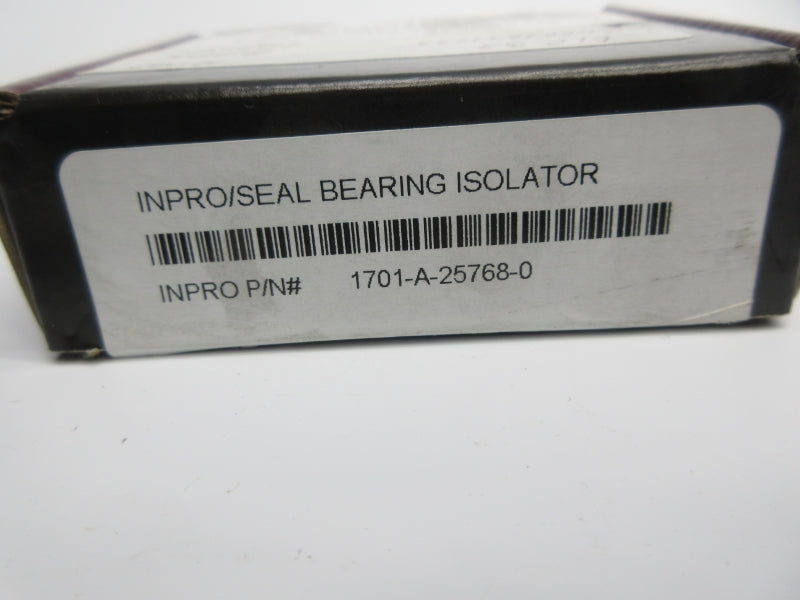 INPRO/SEAL BEARING ISOLATOR
INPRO P/N# 1701-A-25768-0